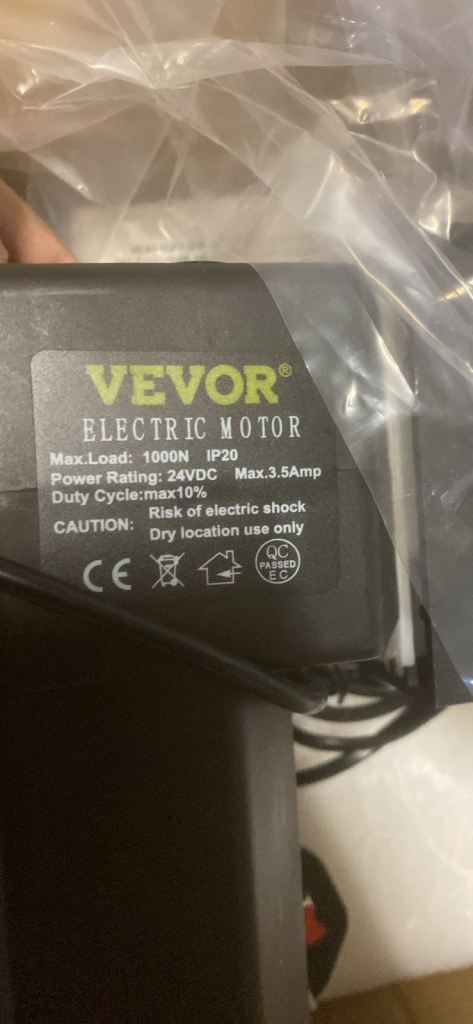 VEVOR®
ELECTRIC MOTOR
Max.Load: 1000N IP20
Power Rating: 24VDC Max.3.5Amp
Duty Cycle:max10%
CAUTION: Risk of electric shock
Dry location use only
CE
QC
PASSED
EC